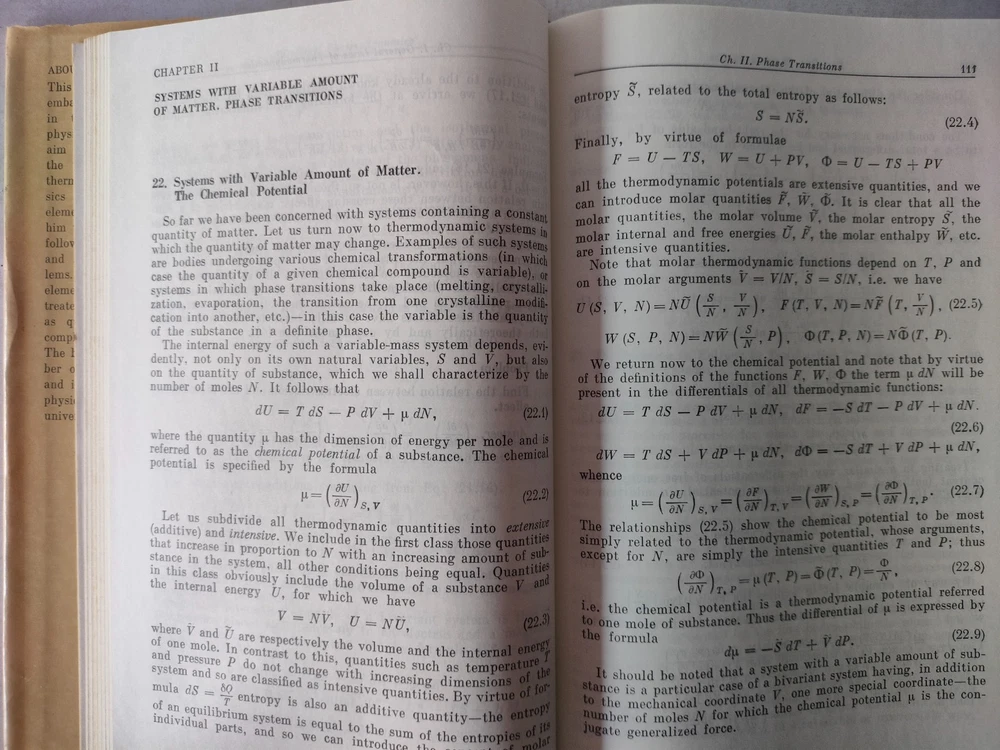 ABOU
This
emba
in
phys
aim
the
therm
sics
eleme
him
follow
and
lems.
eleme
treate
as q
comp
The b
ber o
and i
physi
unive
CHAPTER II
SYSTEMS WITH VARIABLE AMOUNT
OF MATTER. PHASE TRANSITIONS
22. Systems with Variable Amount of Matter.
The Chemical Potential
So far we have been concerned with systems containing a constant
quantity of matter. Let us turn now to thermodynamic systems in
which the quantity of matter may change. Examples of such systems
are bodies undergoing various chemical transformations (in which
case the quantity of a given chemical compound is variable), or
systems in which phase transitions take place (melting, crystalli-
zation, evaporation, the transition from one crystalline modifi-
cation into another, etc.)—in this case the variable is the quantity
of the substance in a definite phase.
The internal energy of such a variable-mass system depends, evi-
dently, not only on its own natural variables, S and V, but also
on the quantity of substance, which we shall characterize by the
number of moles N. It follows that
dU = T dS − P dV + μ dN, (22.1)
where the quantity μ has the dimension of energy per mole and is
referred to as the chemical potential of a substance. The chemical
potential is specified by the formula
μ = (∂U/∂N)_S, V (22.2)
Let us subdivide all thermodynamic quantities into extensive
(additive) and intensive. We include in the first class those quantities
that increase in proportion to N with an increasing amount of sub-
stance in the system, all other conditions being equal. Quantities
in this class obviously include the volume of a substance V and
the internal energy U, for which we have
V = NṼ, U = NŨ, (22.3)
where Ṽ and Ũ are respectively the volume and the internal energy
of one mole. In contrast to this, quantities such as temperature T
and pressure P do not change with increasing dimensions of the
system and so are classified as intensive quantities. By virtue of for-
mula dS = δQ/T entropy is also an additive quantity—the entropy
of an equilibrium system is equal to the sum of the entropies of its
individual parts, and so we can introduce the of molar
Ch. II. Phase Transitions 111
entropy S̃, related to the total entropy as follows:
S = NS̃. (22.4)
Finally, by virtue of formulae
F = U − TS, W = U + PV, Φ = U − TS + PV
all the thermodynamic potentials are extensive quantities, and we
can introduce molar quantities F̃, W̃, Φ̃. It is clear that all the
molar quantities, the molar volume Ṽ, the molar entropy S̃, the
molar internal and free energies Ũ, F̃, the molar enthalpy W̃, etc.
are intensive quantities.
Note that molar thermodynamic functions depend on T, P and
on the molar arguments Ṽ = V/N, S̃ = S/N, i.e. we have
U (S, V, N) = NŨ (S/N, V/N), F (T, V, N) = NF̃ (T, V/N), (22.5)
W (S, P, N) = NW̃ (S/N, P), Φ (T, P, N) = NΦ̃ (T, P).
We return now to the chemical potential and note that by virtue
of the definitions of the functions F, W, Φ the term μ dN will be
present in the differentials of all thermodynamic functions:
dU = T dS − P dV + μ dN, dF = −S dT − P dV + μ dN.
(22.6)
dW = T dS + V dP + μ dN, dΦ = −S dT + V dP + μ dN,
whence
μ = (∂U/∂N)_S, V = (∂F/∂N)_T, V = (∂W/∂N)_S, P = (∂Φ/∂N)_T, P. (22.7)
The relationships (22.5) show the chemical potential to be most
simply related to the thermodynamic potential, whose arguments,
except for N, are simply the intensive quantities T and P; thus
(∂Φ/∂N)_T, P = μ (T, P) = Φ̃ (T, P) = Φ/N, (22.8)
i.e. the chemical potential is a thermodynamic potential referred
to one mole of substance. Thus the differential of μ is expressed by
the formula
dμ = −S̃ dT + Ṽ dP. (22.9)
It should be noted that a system with a variable amount of sub-
stance is a particular case of a bivariant system having, in addition
to the mechanical coordinate V, one more special coordinate—the
number of moles N for which the chemical potential μ is the con-
jugate generalized force.